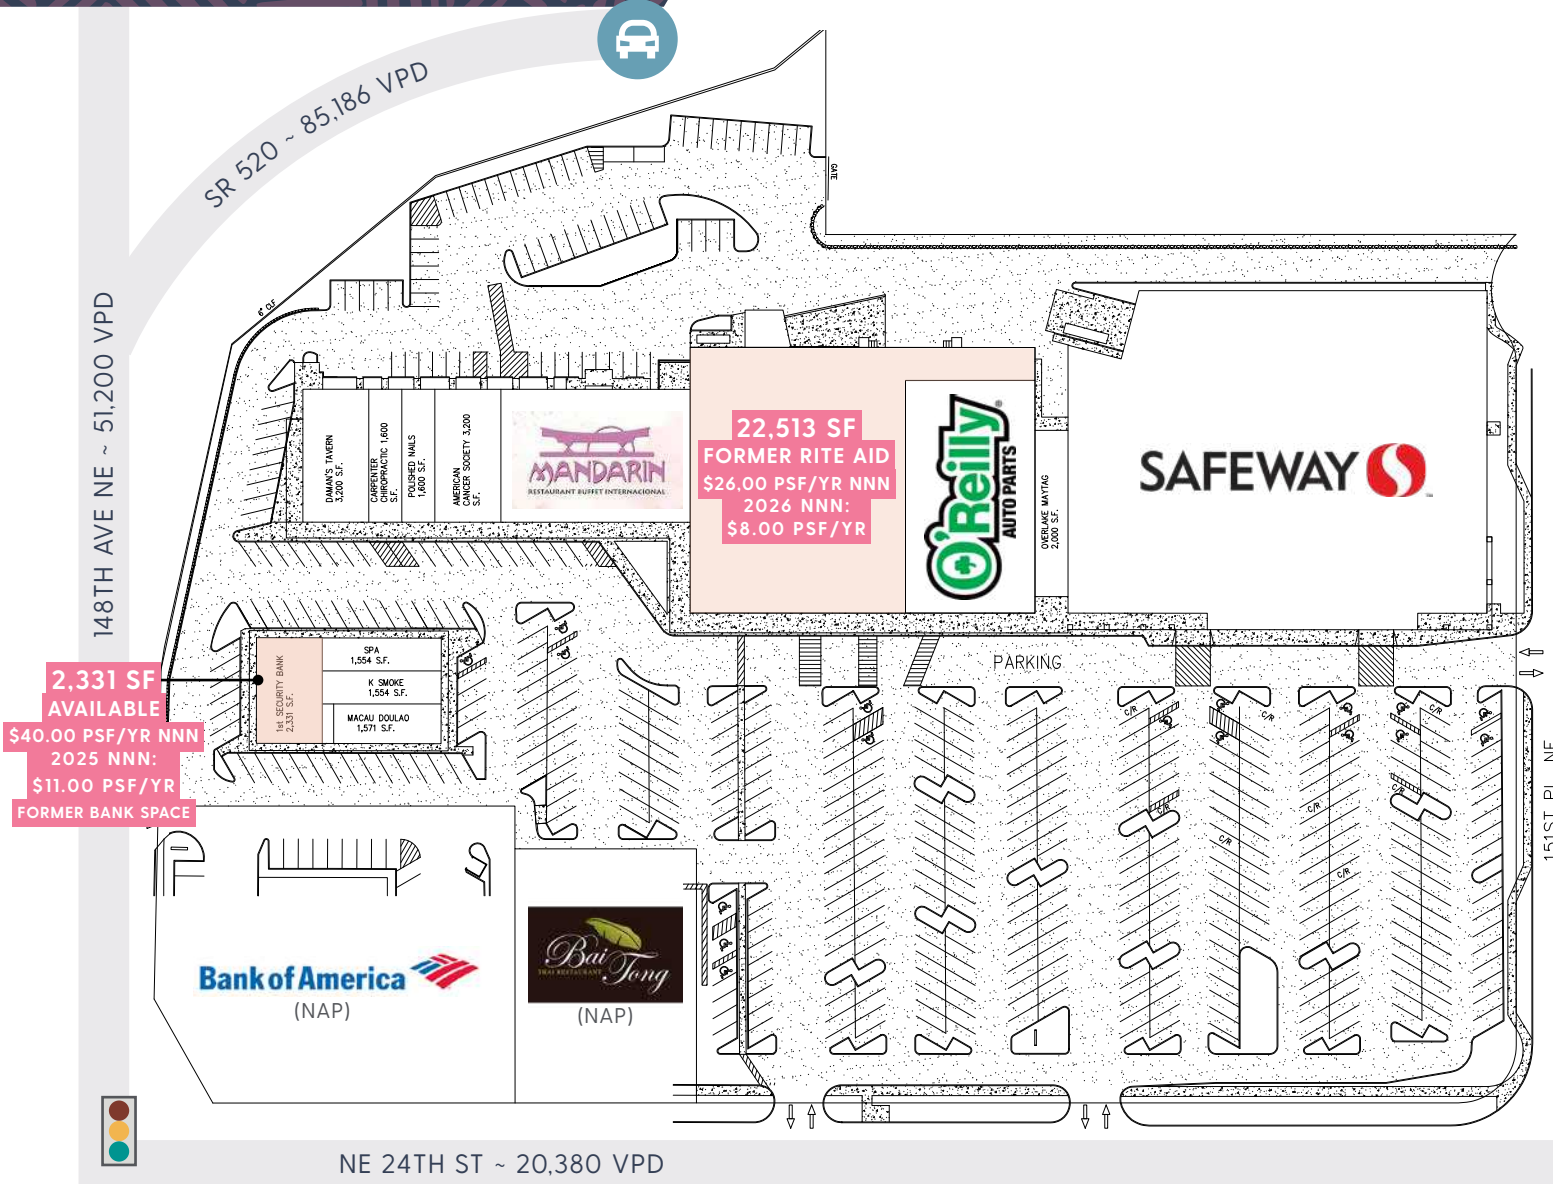 SR 520 ~ 85,186 VPD
148TH AVE NE ~ 51,200 VPD
GATE
6' CLF
DAMAN'S TAVERN
3,200 S.F.
CARPENTER
CHIROPRACTIC 1,600
S.F.
POLISHED NAILS
1,600 S.F.
AMERICAN
CANCER SOCIETY 3,200
S.F.
MANDARIN
RESTAURANT BUFFET INTERNACIONAL
22,513 SF
FORMER RITE AID
$26.00 PSF/YR NNN
2026 NNN:
$8.00 PSF/YR
O'Reilly
AUTO PARTS
OVERLAKE MAYTAG
2,000 S.F.
SAFEWAY
PARKING
2,331 SF
AVAILABLE
$40.00 PSF/YR NNN
2025 NNN:
$11.00 PSF/YR
FORMER BANK SPACE
1st SECURITY BANK
2,331 S.F.
SPA
1,554 S.F.
K SMOKE
1,554 S.F.
MACAU DOULAO
1,571 S.F.
C/R
C/R
C/R
C/R
C/R
C/R
C/R
C/R
151ST PL NE
Bank of America
(NAP)
Bai Tong
THAI RESTAURANT
(NAP)
NE 24TH ST ~ 20,380 VPD